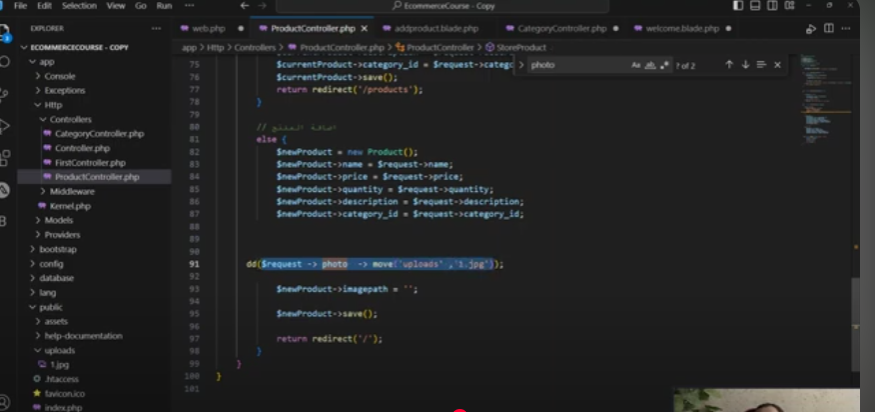 File Edit Selection View Go Run ... EcommerceCourse - Copy
EXPLORER
web.php ProductController.php addproduct.blade.php CategoryController.php welcome.blade.php
app > Http > Controllers > ProductController.php > ProductController > StoreProduct
ECOMMERCECOURSE - COPY
app
Console
Exceptions
Http
Controllers
CategoryController.php
Controller.php
FirstController.php
ProductController.php
Middleware
Kernel.php
Models
Providers
bootstrap
config
database
lang
public
assets
help-documentation
uploads
1.jpg
.htaccess
favicon.ico
index.php
photo Aa ab ? of 2
75 $currentProduct->category_id = $request->catego
76 $currentProduct->save();
77 return redirect('/products');
78 }
79
80 // اضافة المنتج
81 else {
82 $newProduct = new Product();
83 $newProduct->name = $request->name;
84 $newProduct->price = $request->price;
85 $newProduct->quantity = $request->quantity;
86 $newProduct->description = $request->description;
87 $newProduct->category_id = $request->category_id;
88
89
90
91 dd($request -> photo -> move('uploads' ,'1.jpg'));
92
93 $newProduct->imagepath = '';
94
95 $newProduct->save();
96
97 return redirect('/');
98 }
99 }
100 }
101